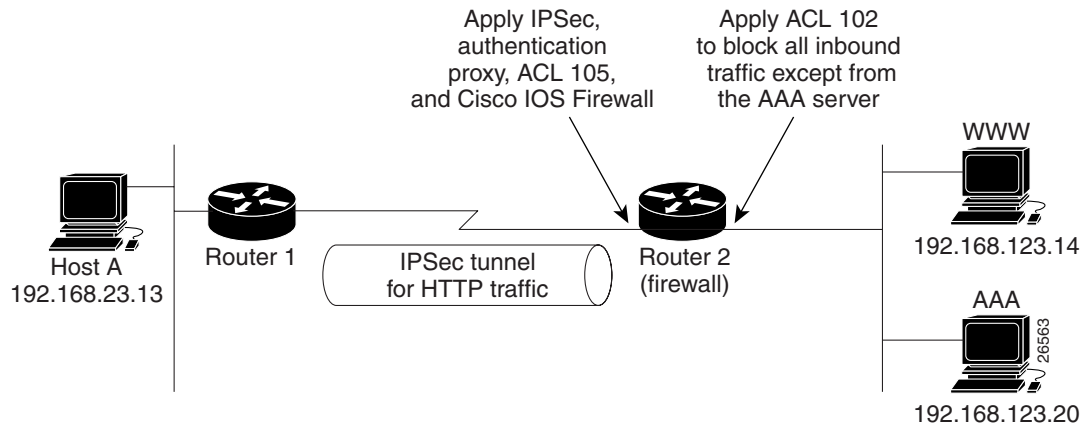 Apply IPSec,
authentication
proxy, ACL 105,
and Cisco IOS Firewall
Apply ACL 102
to block all inbound
traffic except from
the AAA server
WWW
192.168.123.14
Host A
192.168.23.13
Router 1
IPSec tunnel
for HTTP traffic
Router 2
(firewall)
AAA
192.168.123.20
26563